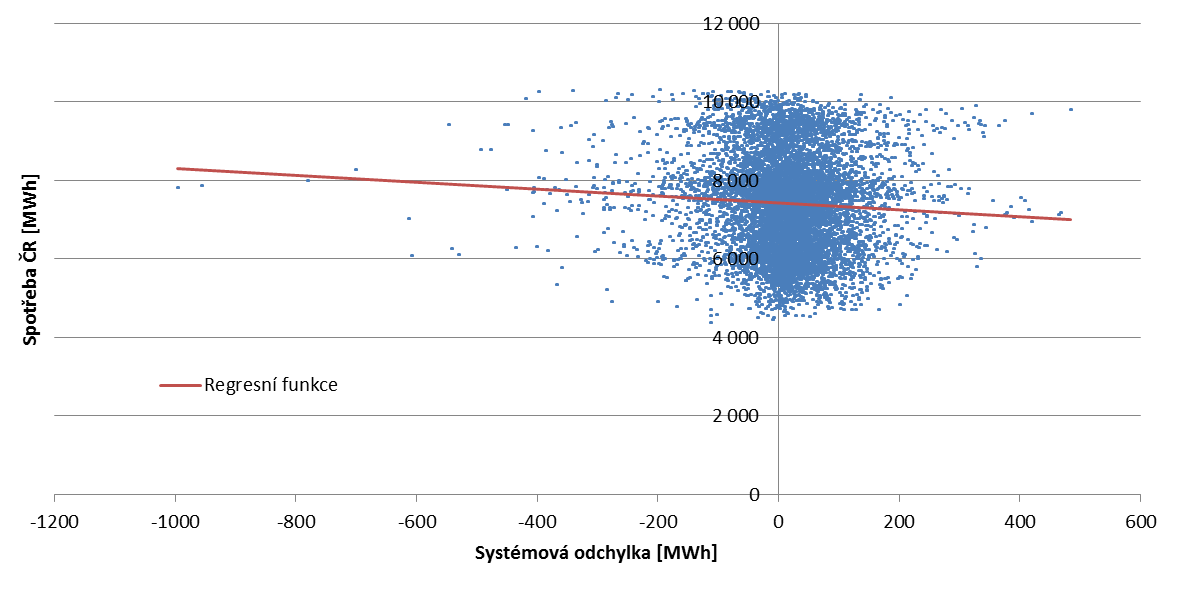 12 000
10 000
8 000
6 000
4 000
2 000
0
Spotřeba ČR [MWh]
Regresní funkce
-1200 -1000 -800 -600 -400 -200 0 200 400 600
Systémová odchylka [MWh]